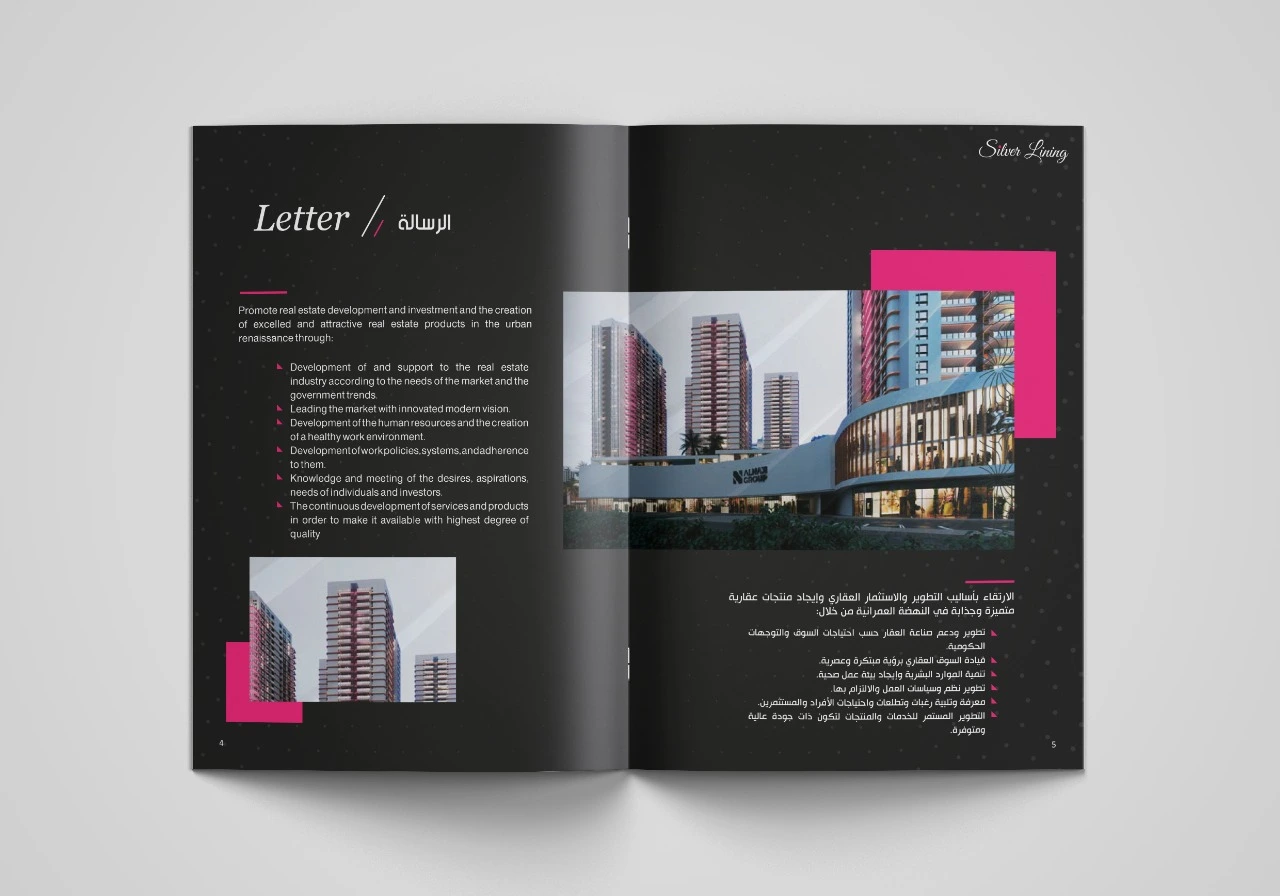 Silver Lining
Letter / الرسالة
Promote real estate development and investment and the creation
of excelled and attractive real estate products in the urban
renaissance through:
Development of and support to the real estate
industry according to the needs of the market and the
government trends.
Leading the market with innovated modern vision.
Development of the human resources and the creation
of a healthy work environment.
Development of work policies, systems, and adherence
to them.
Knowledge and meeting of the desires, aspirations,
needs of individuals and investors.
The continuous development of services and products
in order to make it available with highest degree of
quality
4
ALMAJD
GROUP
الارتقاء بأساليب التطوير والاستثمار العقاري وإيجاد منتجات عقارية
متميزة وجذابة في النهضة العمرانية من خلال:
تطوير ودعم صناعة العقار حسب احتياجات السوق والتوجهات
الحكومية.
قيادة السوق العقاري برؤية مبتكرة وعصرية.
تنمية الموارد البشرية وإيجاد بيئة عمل صحية.
تطوير نظم وسياسات العمل والالتزام بها.
معرفة وتلبية رغبات وتطلعات واحتياجات الأفراد والمستثمرين.
التطوير المستمر للخدمات والمنتجات لتكون ذات جودة عالية
ومتوفرة.
5